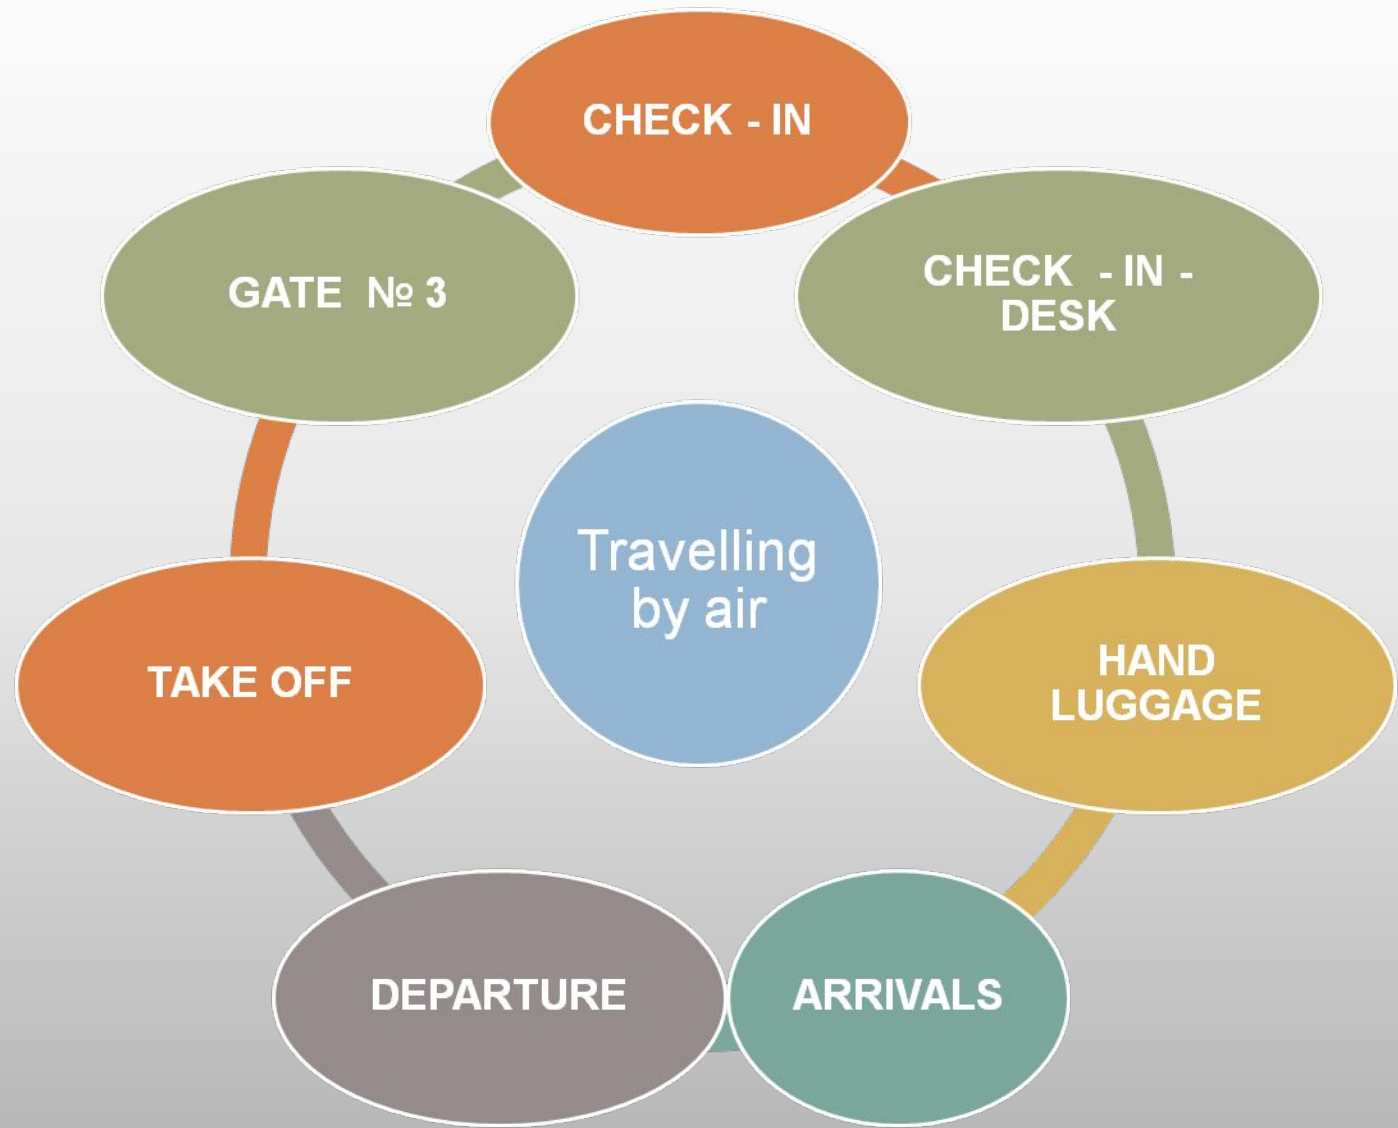 CHECK - IN
CHECK - IN -
DESK
HAND
LUGGAGE
ARRIVALS
DEPARTURE
TAKE OFF
GATE № 3
Travelling
by air